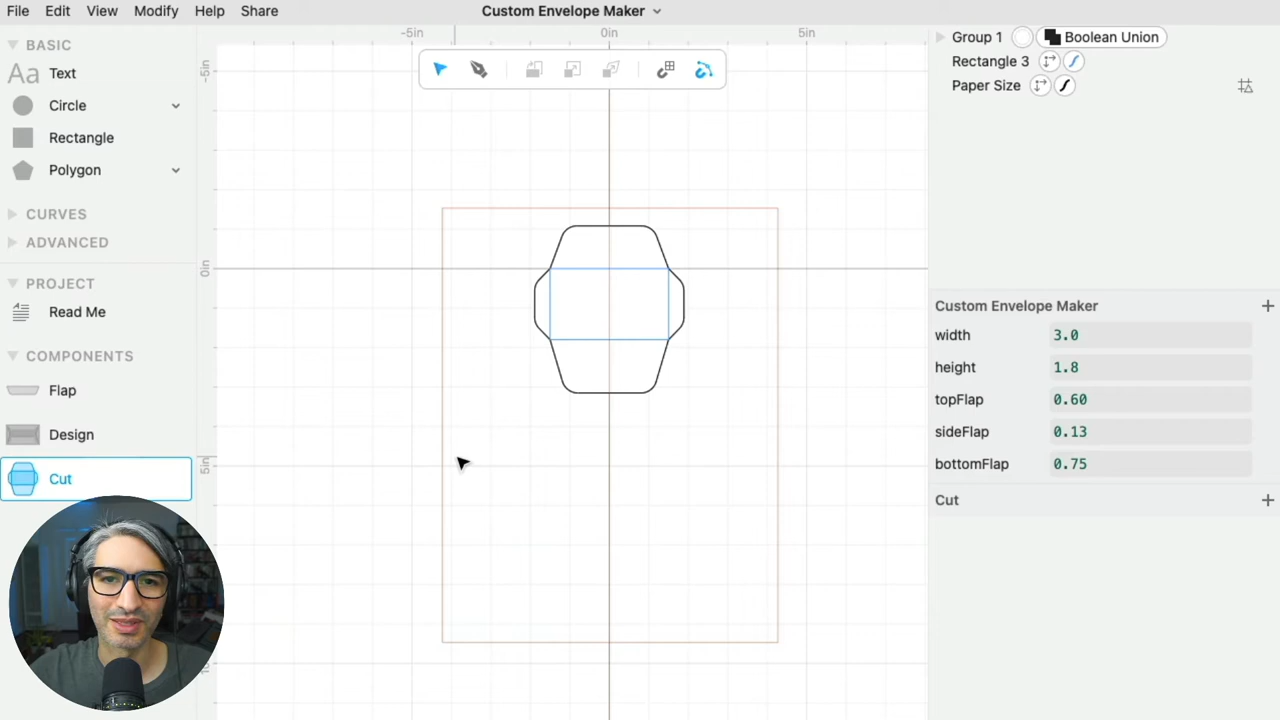 File Edit View Modify Help Share
Custom Envelope Maker
BASIC
Aa Text
Circle
Rectangle
Polygon
CURVES
ADVANCED
PROJECT
Read Me
COMPONENTS
Flap
Design
Cut
-5in 0in 5in
-5in
0in
5in
Group 1 Boolean Union
Rectangle 3
Paper Size
Custom Envelope Maker
width 3.0
height 1.8
topFlap 0.60
sideFlap 0.13
bottomFlap 0.75
Cut